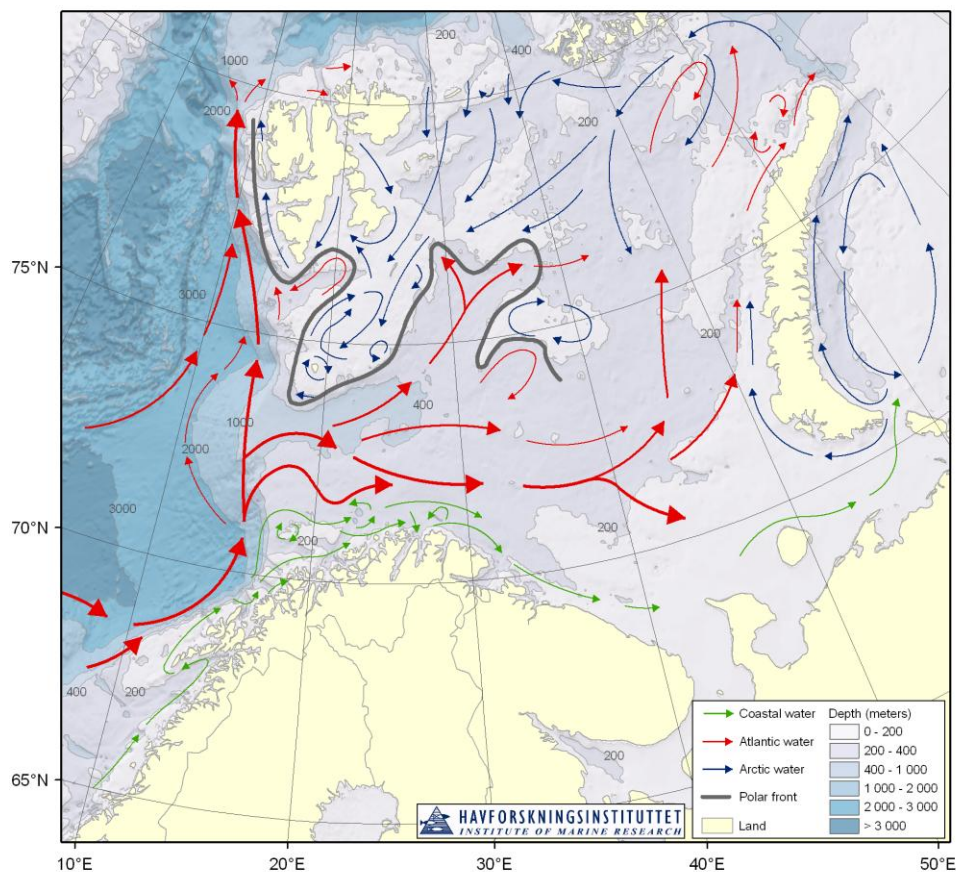 200
400
1000
2000
200
200
75°N
3000
200
400
1000
2000
3000
70°N
200
200
400
200
65°N
200
Coastal water
Atlantic water
Arctic water
Polar front
Land
Depth (meters)
0 - 200
200 - 400
400 - 1 000
1 000 - 2 000
2 000 - 3 000
> 3 000
HAVFORSKNINGSINSTITUTTET
INSTITUTE OF MARINE RESEARCH
10°E
20°E
30°E
40°E
50°E